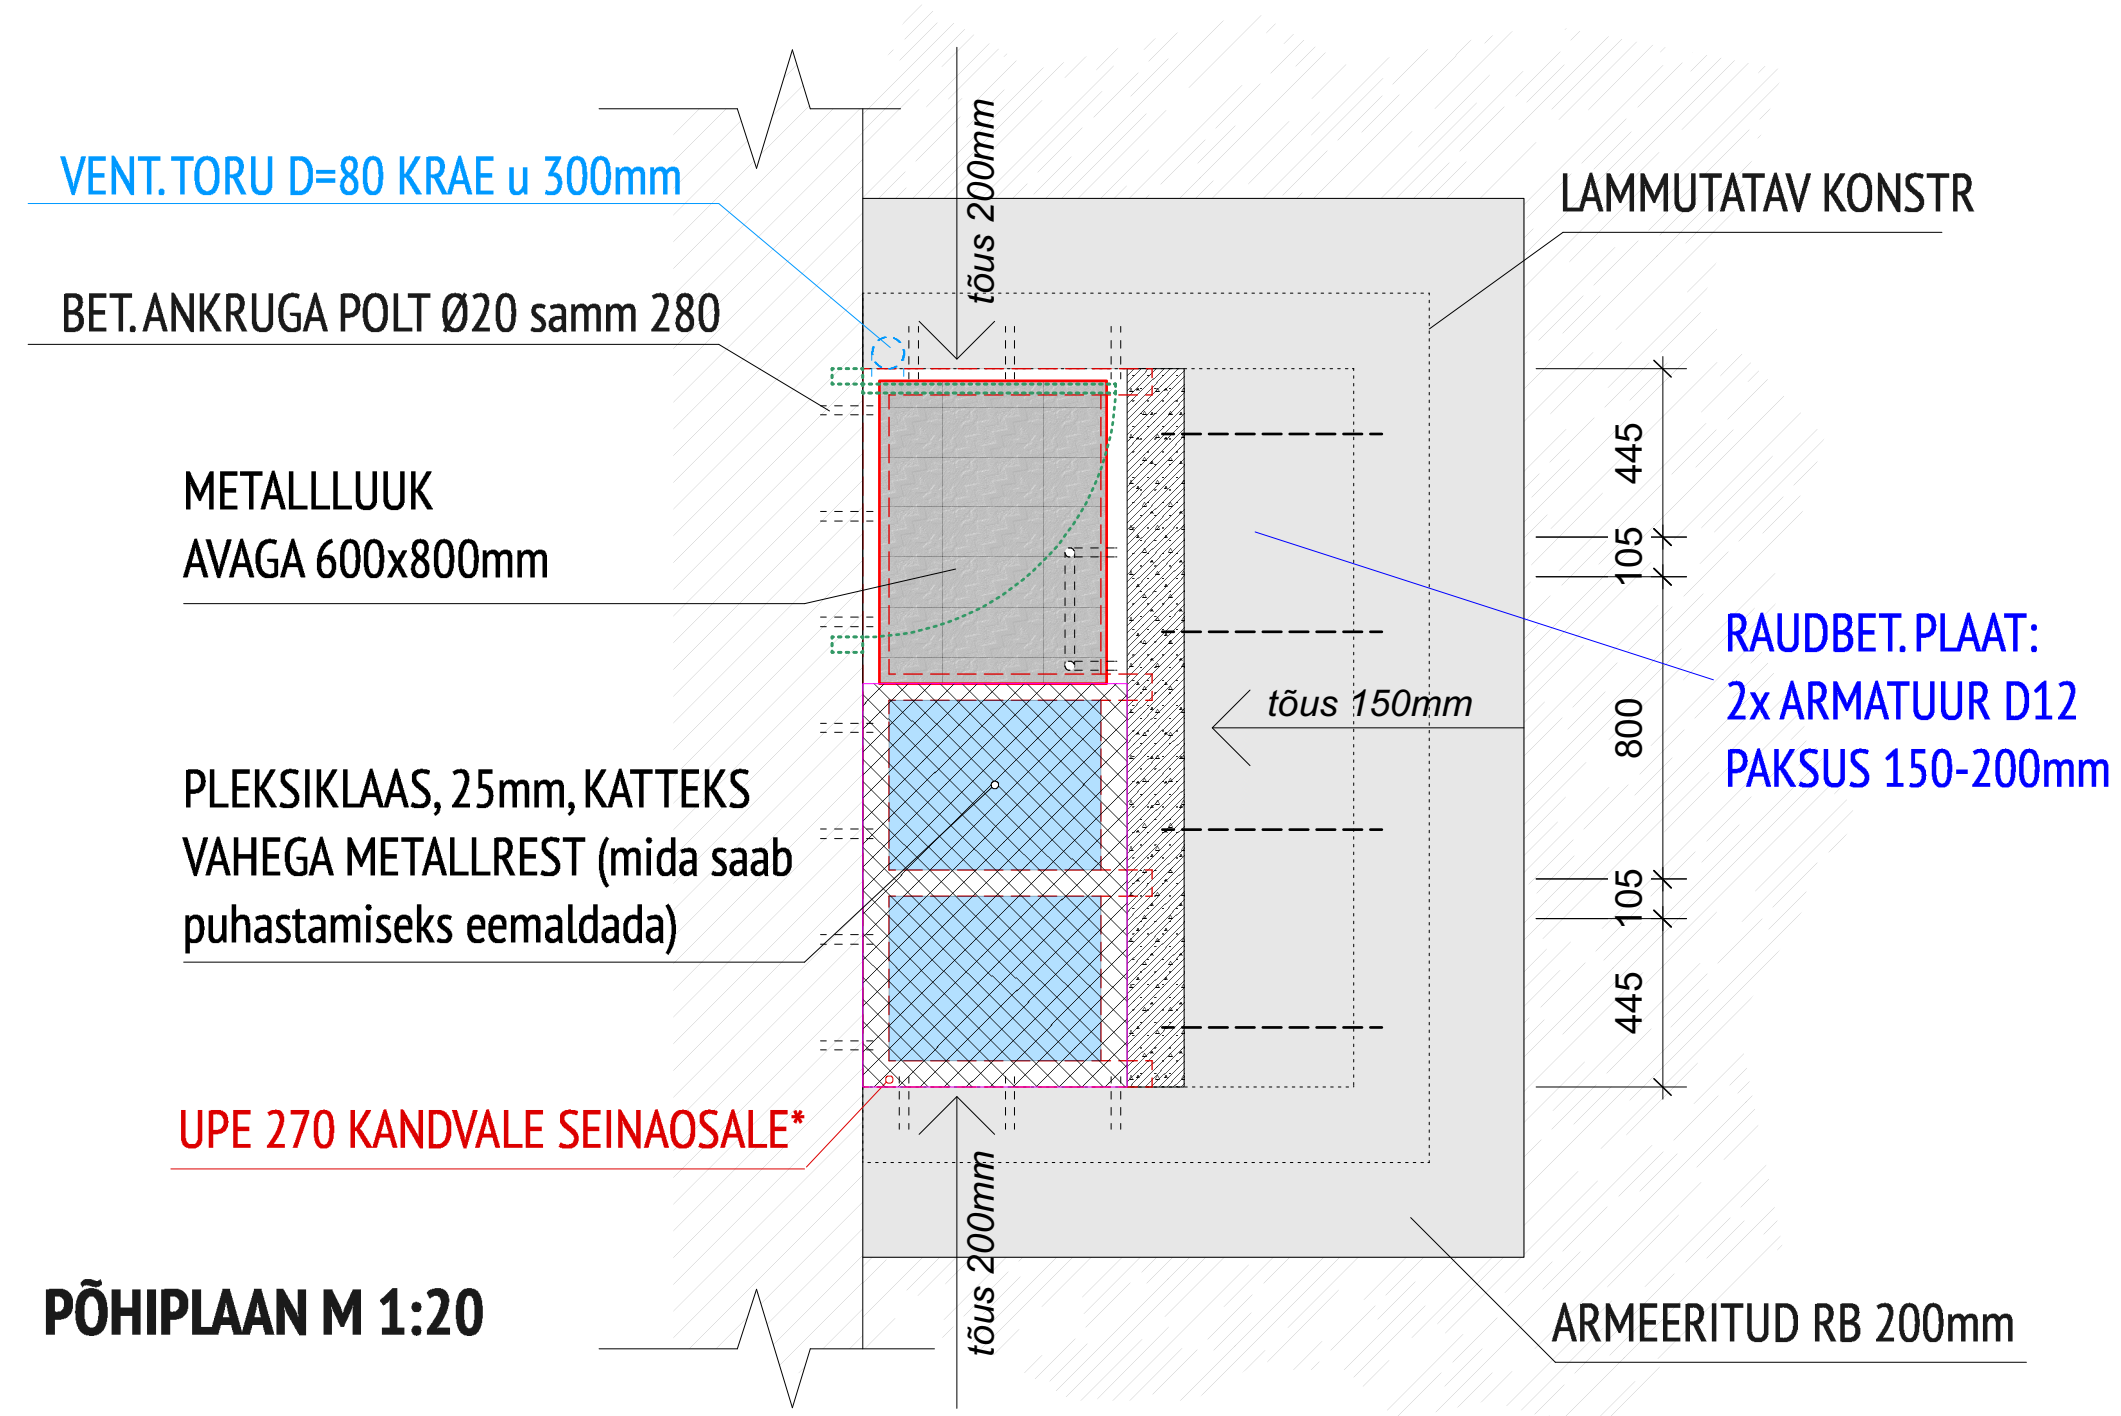 tõus 200mm
VENT. TORU D=80 KRAE u 300mm
LAMMUTATAV KONSTR
BET. ANKRUGA POLT Ø20 samm 280
METALLLUUK
AVAGA 600x800mm
445
105
800
105
445
RAUDBET. PLAAT:
2x ARMATUUR D12
PAKSUS 150-200mm
tõus 150mm
PLEKSIKLAAS, 25mm, KATTEKS
VAHEGA METALLREST (mida saab
puhastamiseks eemaldada)
UPE 270 KANDVALE SEINAOSALE*
tõus 200mm
PÕHIPLAAN M 1:20
ARMEERITUD RB 200mm